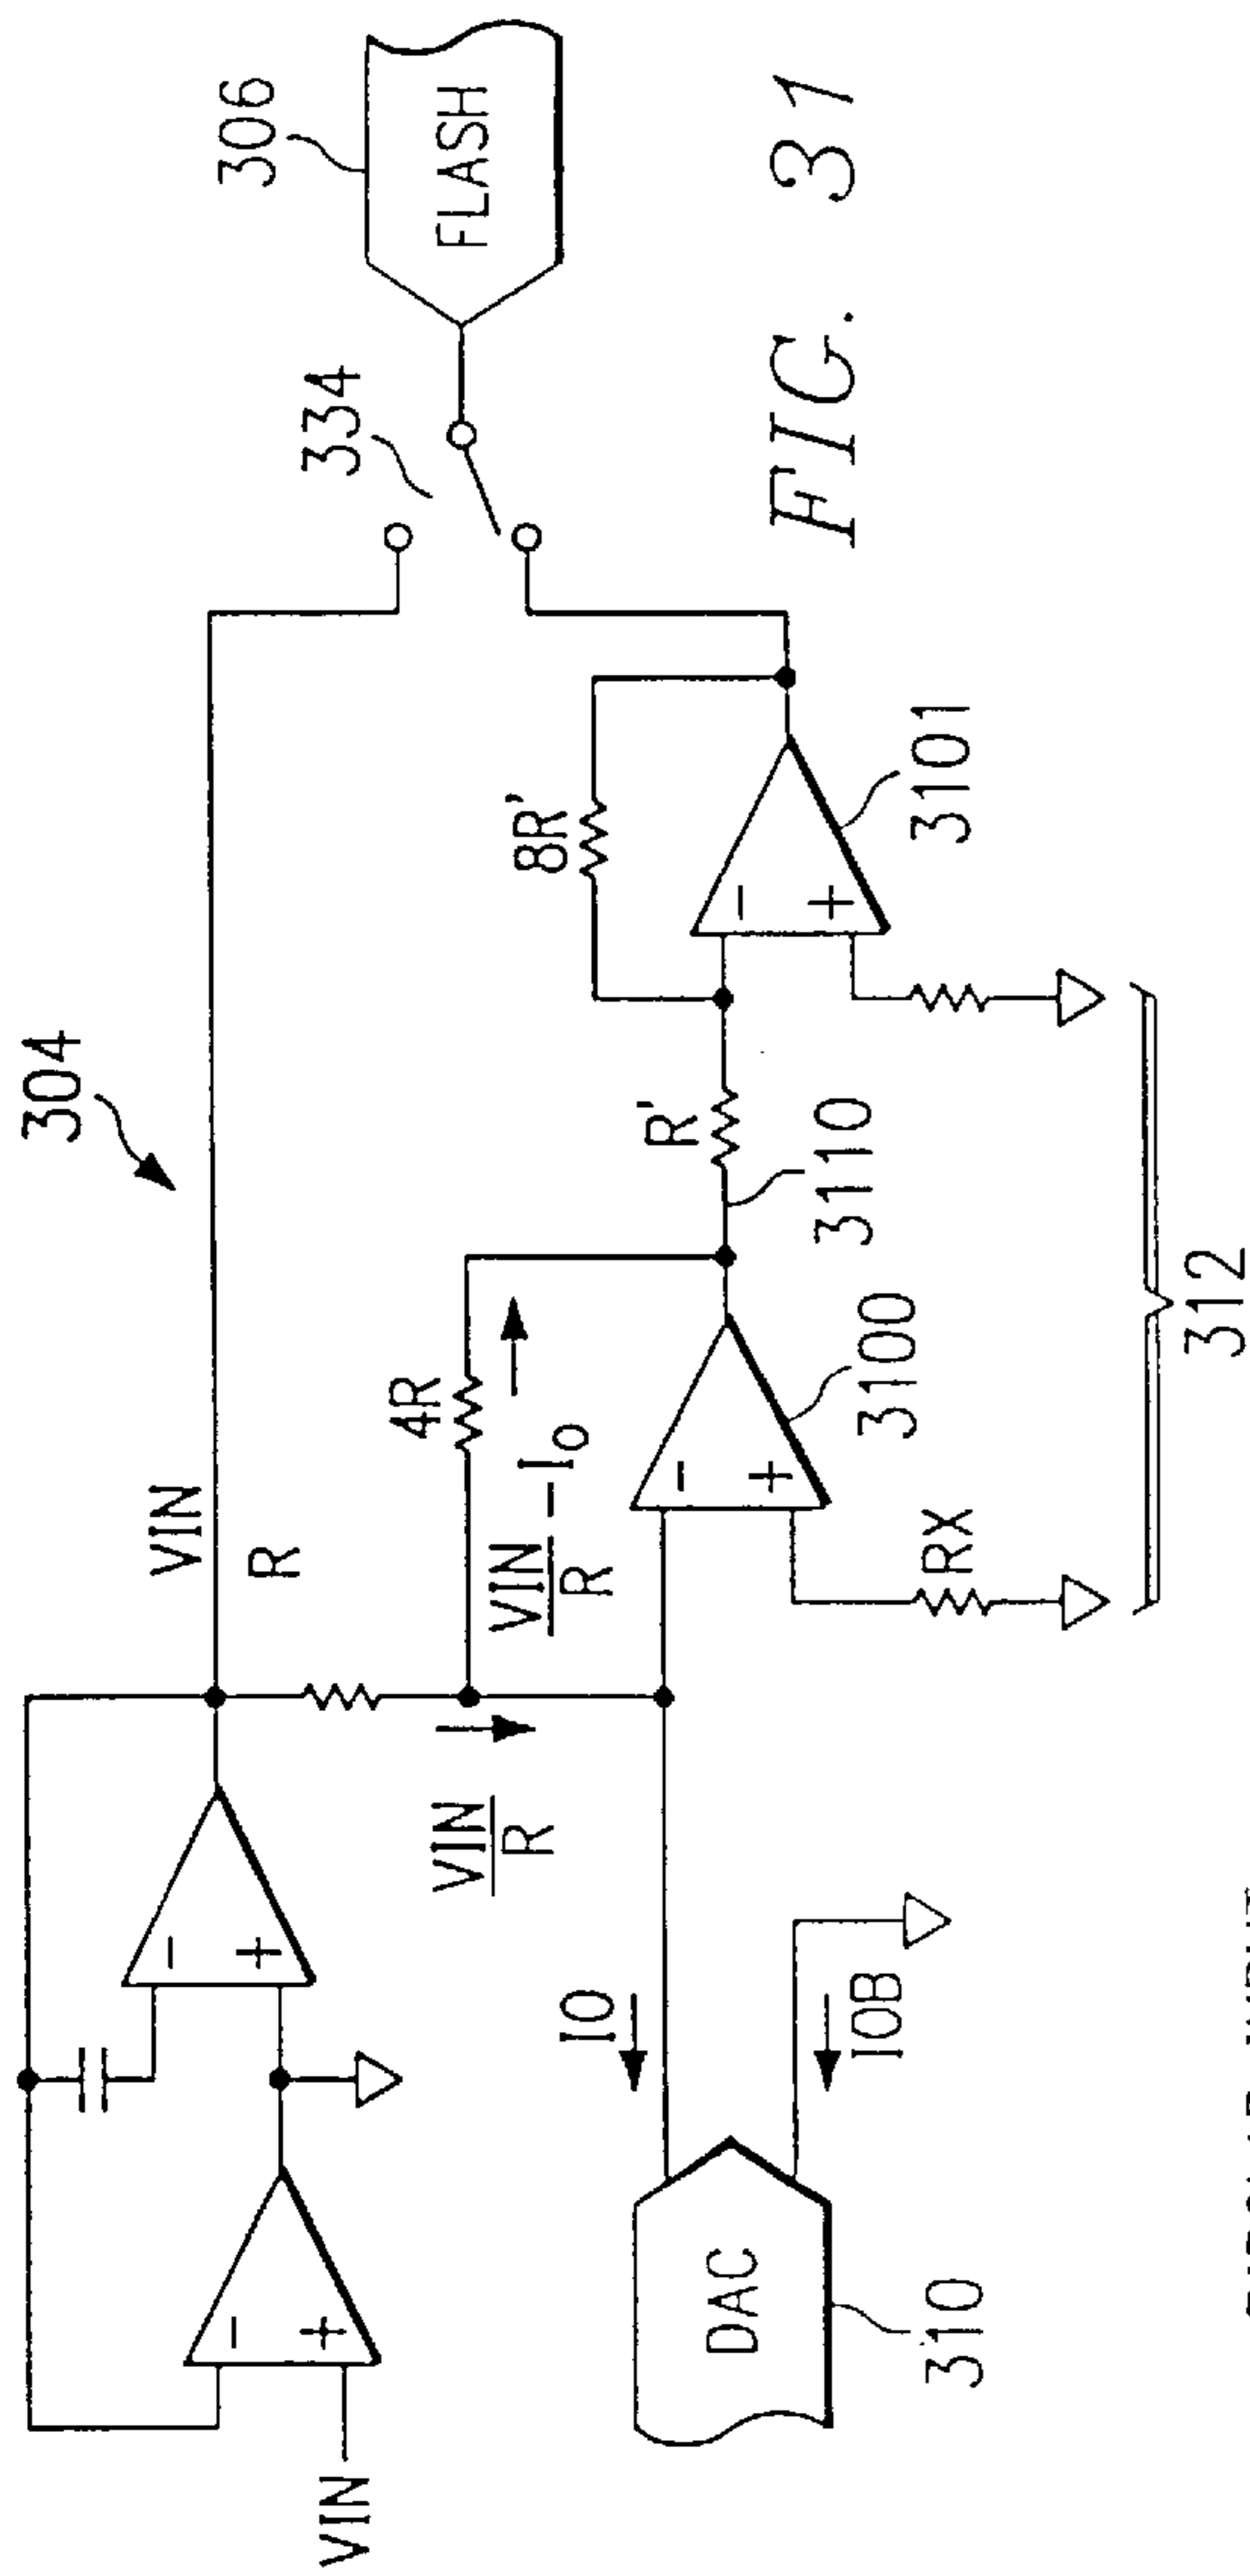 304
VIN
R
VIN
VIN
R
4R
VIN
R
–I₀
IO
IOB
DAC
310
3100
RX
3110
R'
8R'
3101
312
334
306
FLASH
FIG. 31